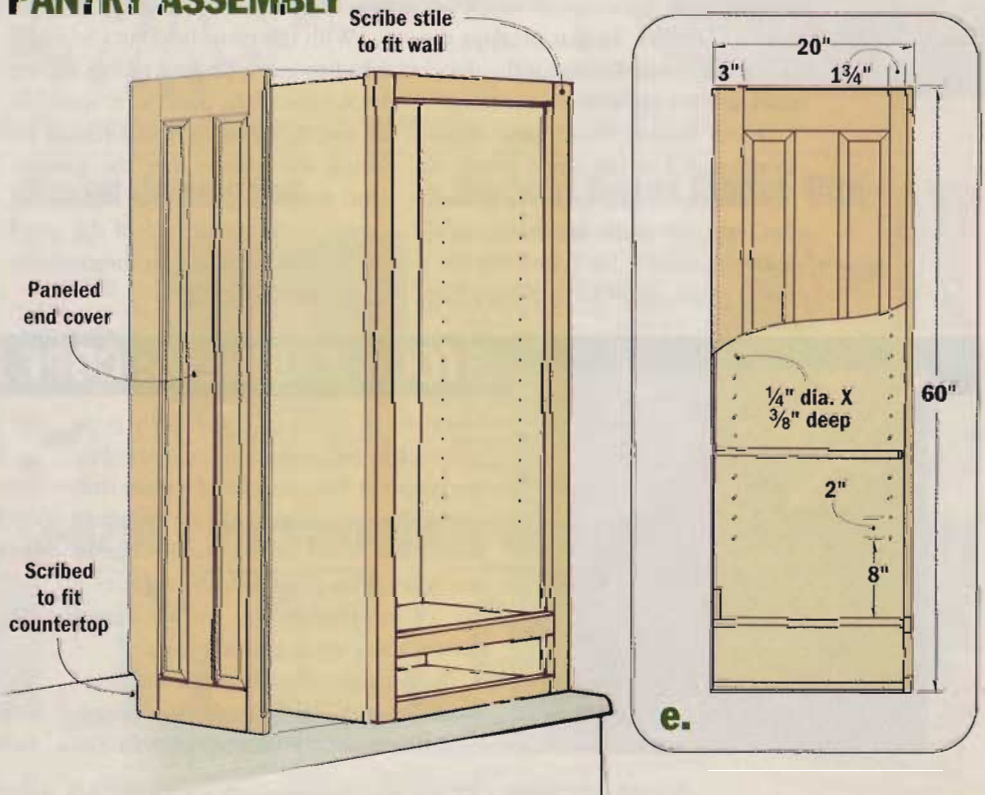 PANTRY ASSEMBLY
Scribe stile
to fit wall
Paneled
end cover
Scribed
to fit
countertop
20"
3"
1¾"
60"
¼" dia. X
⅜" deep
2"
8"
e.